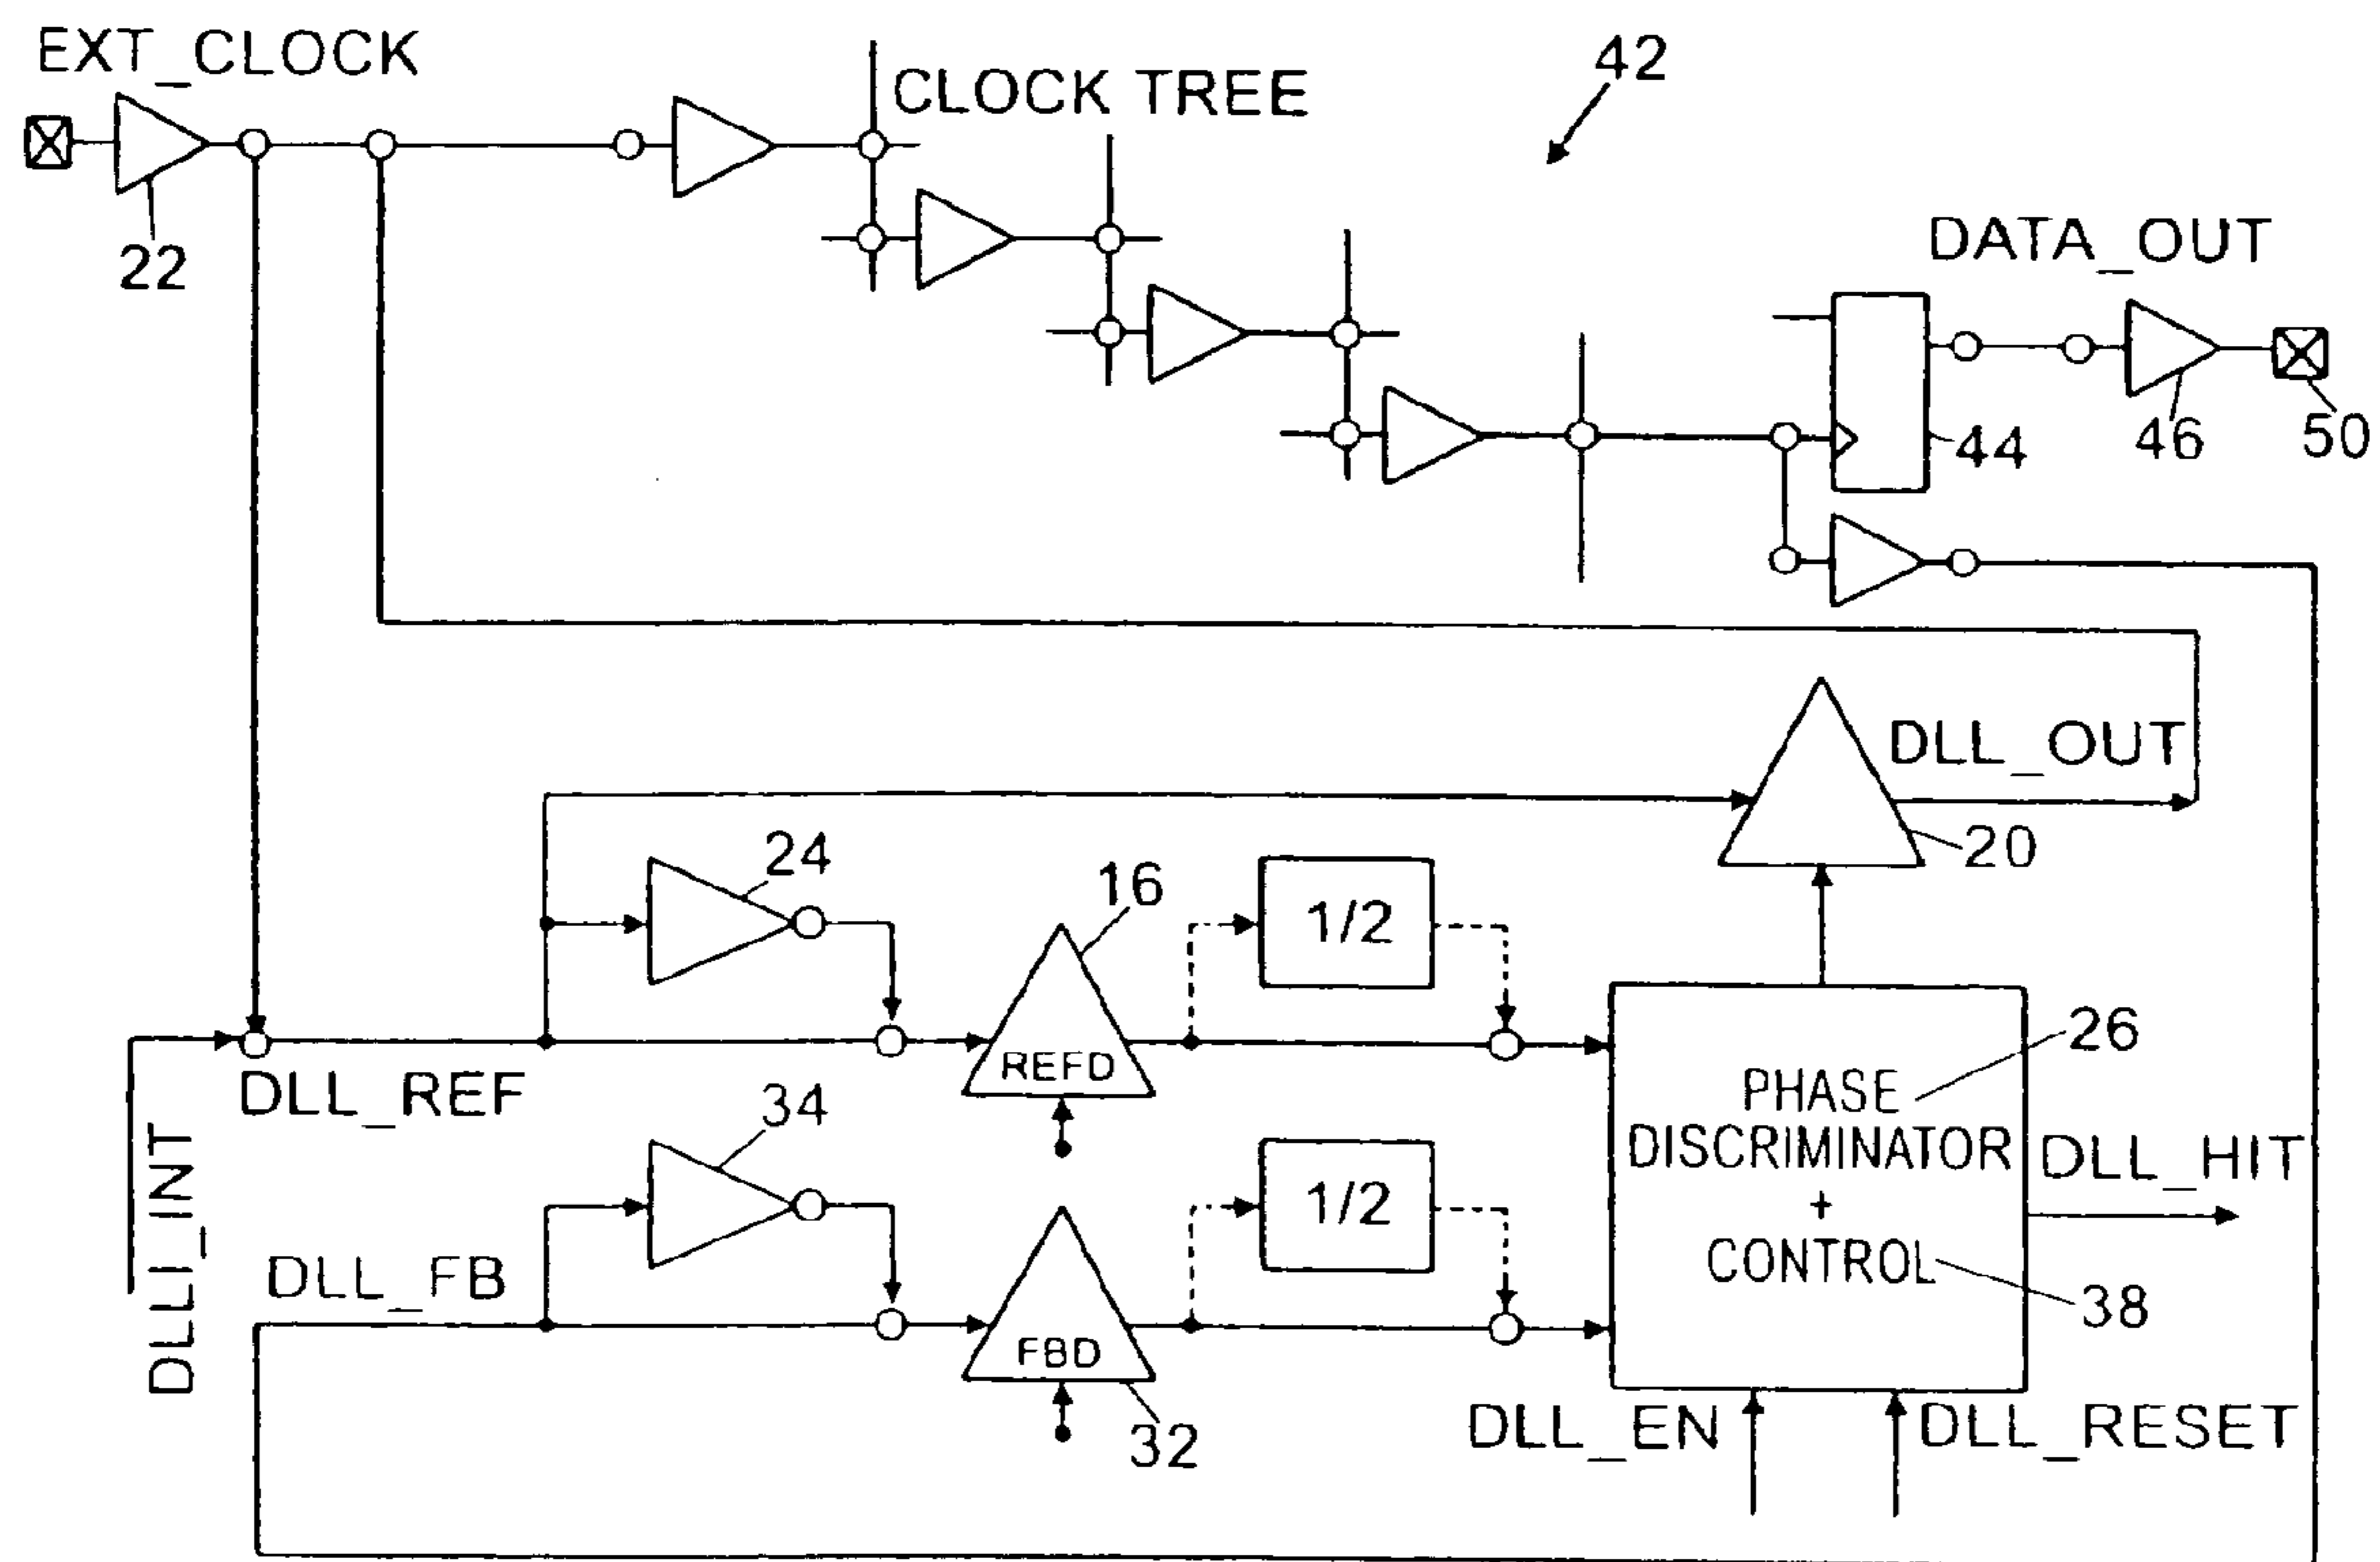 EXT_CLOCK
CLOCK TREE
42
22
DATA_OUT
44
46
50
DLL_OUT
20
24
16
1/2
REFD
DLL_REF
26
PHASE
DISCRIMINATOR
+
CONTROL
38
DLL_HIT
34
1/2
DLLI_INT
DLL_FB
FBD
32
DLL_EN
DLL_RESET